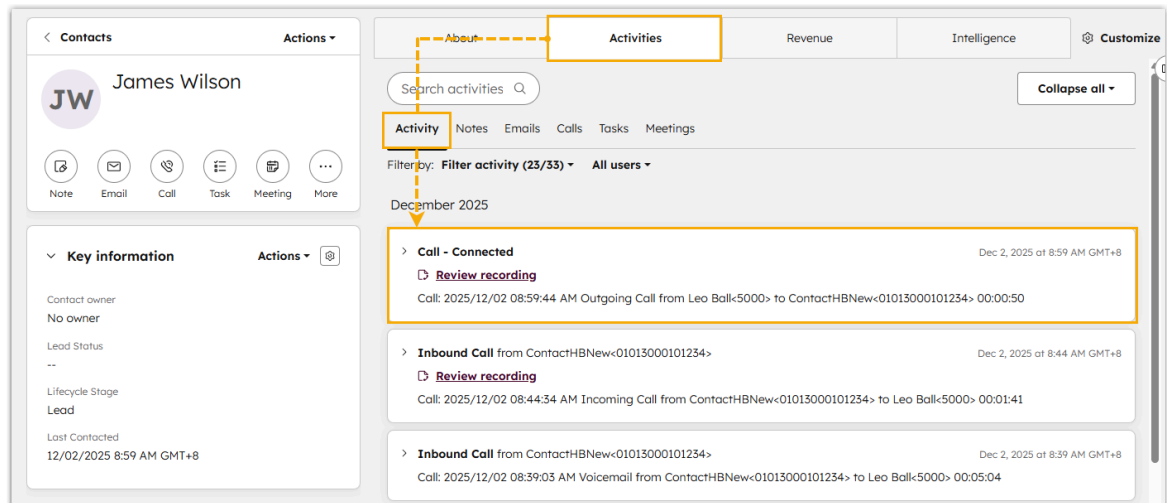 Contacts
Actions
James Wilson
JW
Note Email Call Task Meeting More
Key information
Actions
Contact owner
No owner
Lead Status
--
Lifecycle Stage
Lead
Last Contacted
12/02/2025 8:59 AM GMT+8
About Activities Revenue Intelligence Customize
Search activities
Collapse all
Activity Notes Emails Calls Tasks Meetings
Filter by: Filter activity (23/33) All users
December 2025
Call - Connected Dec 2, 2025 at 8:59 AM GMT+8
Review recording
Call: 2025/12/02 08:59:44 AM Outgoing Call from Leo Ball<5000> to ContactHBNew<01013000101234> 00:00:50
Inbound Call from ContactHBNew<01013000101234> Dec 2, 2025 at 8:44 AM GMT+8
Review recording
Call: 2025/12/02 08:44:34 AM Incoming Call from ContactHBNew<01013000101234> to Leo Ball<5000> 00:01:41
Inbound Call from ContactHBNew<01013000101234> Dec 2, 2025 at 8:39 AM GMT+8
Call: 2025/12/02 08:39:03 AM Voicemail from ContactHBNew<01013000101234> to Leo Ball<5000> 00:05:04